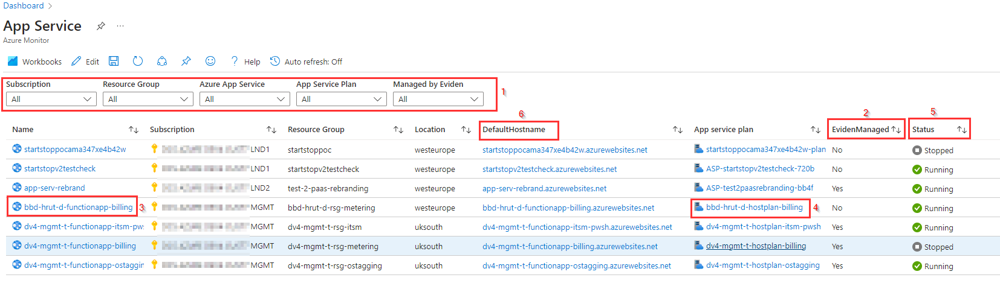 Dashboard >
App Service ...
Azure Monitor
Workbooks Edit ? Help Auto refresh: Off
Subscription Resource Group Azure App Service App Service Plan Managed by Eviden
All All All All All 1
6 2 5
Name Subscription Resource Group Location DefaultHostname App service plan EvidenManaged Status
startstoppocama347xe4b42w LND1 startstoppoc westeurope startstoppocama347xe4b42w.azurewebsites.net startstoppocama347xe4b42w-plan No Stopped
startstopv2testcheck LND1 startstopv2testcheck westeurope startstopv2testcheck.azurewebsites.net ASP-startstopv2testcheck-720b No Running
app-serv-rebrand LND2 test-2-paas-rebranding westeurope app-serv-rebrand.azurewebsites.net ASP-test2paasrebranding-bb4f Yes Running
bbd-hrut-d-functionapp-billing 3 MGMT bbd-hrut-d-rsg-metering westeurope bbd-hrut-d-functionapp-billing.azurewebsites.net bbd-hrut-d-hostplan-billing 4 No Running
dv4-mgmt-t-functionapp-itsm-pws MGMT dv4-mgmt-t-rsg-itsm uksouth dv4-mgmt-t-functionapp-itsm-pwsh.azurewebsites.net dv4-mgmt-t-hostplan-itsm-pwsh Yes Running
dv4-mgmt-t-functionapp-billing MGMT dv4-mgmt-t-rsg-metering uksouth dv4-mgmt-t-functionapp-billing.azurewebsites.net dv4-mgmt-t-hostplan-billing Yes Stopped
dv4-mgmt-t-functionapp-ostaggin MGMT dv4-mgmt-t-rsg-ostagging uksouth dv4-mgmt-t-functionapp-ostagging.azurewebsites.net dv4-mgmt-t-hostplan-ostagging Yes Running